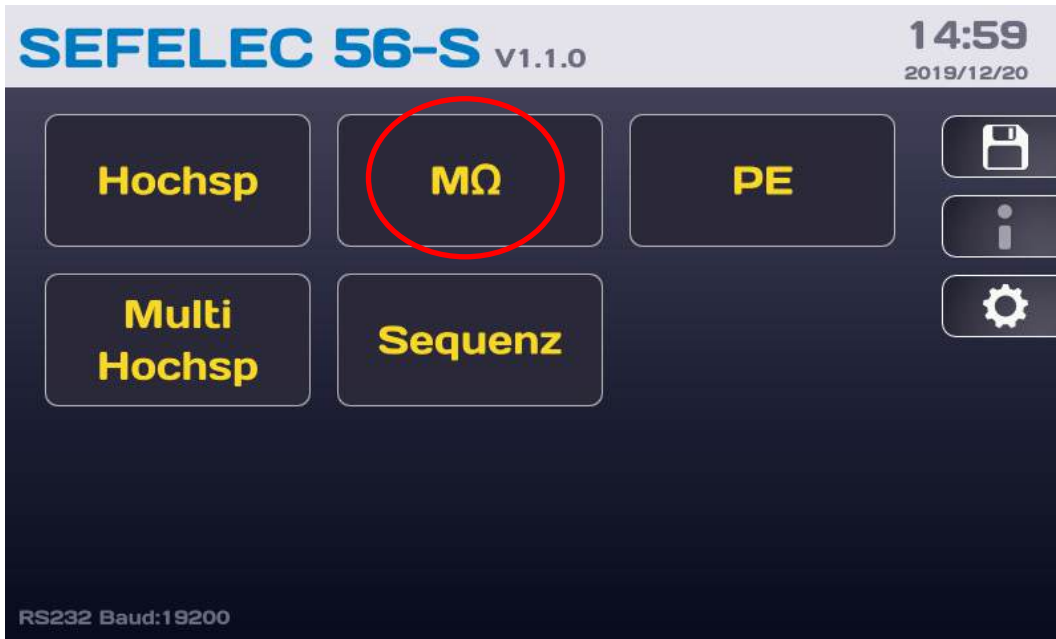 SEFELEC 56-S V1.1.0
14:59
2019/12/20
Hochsp
MΩ
PE
Multi
Hochsp
Sequenz
RS232 Baud:19200